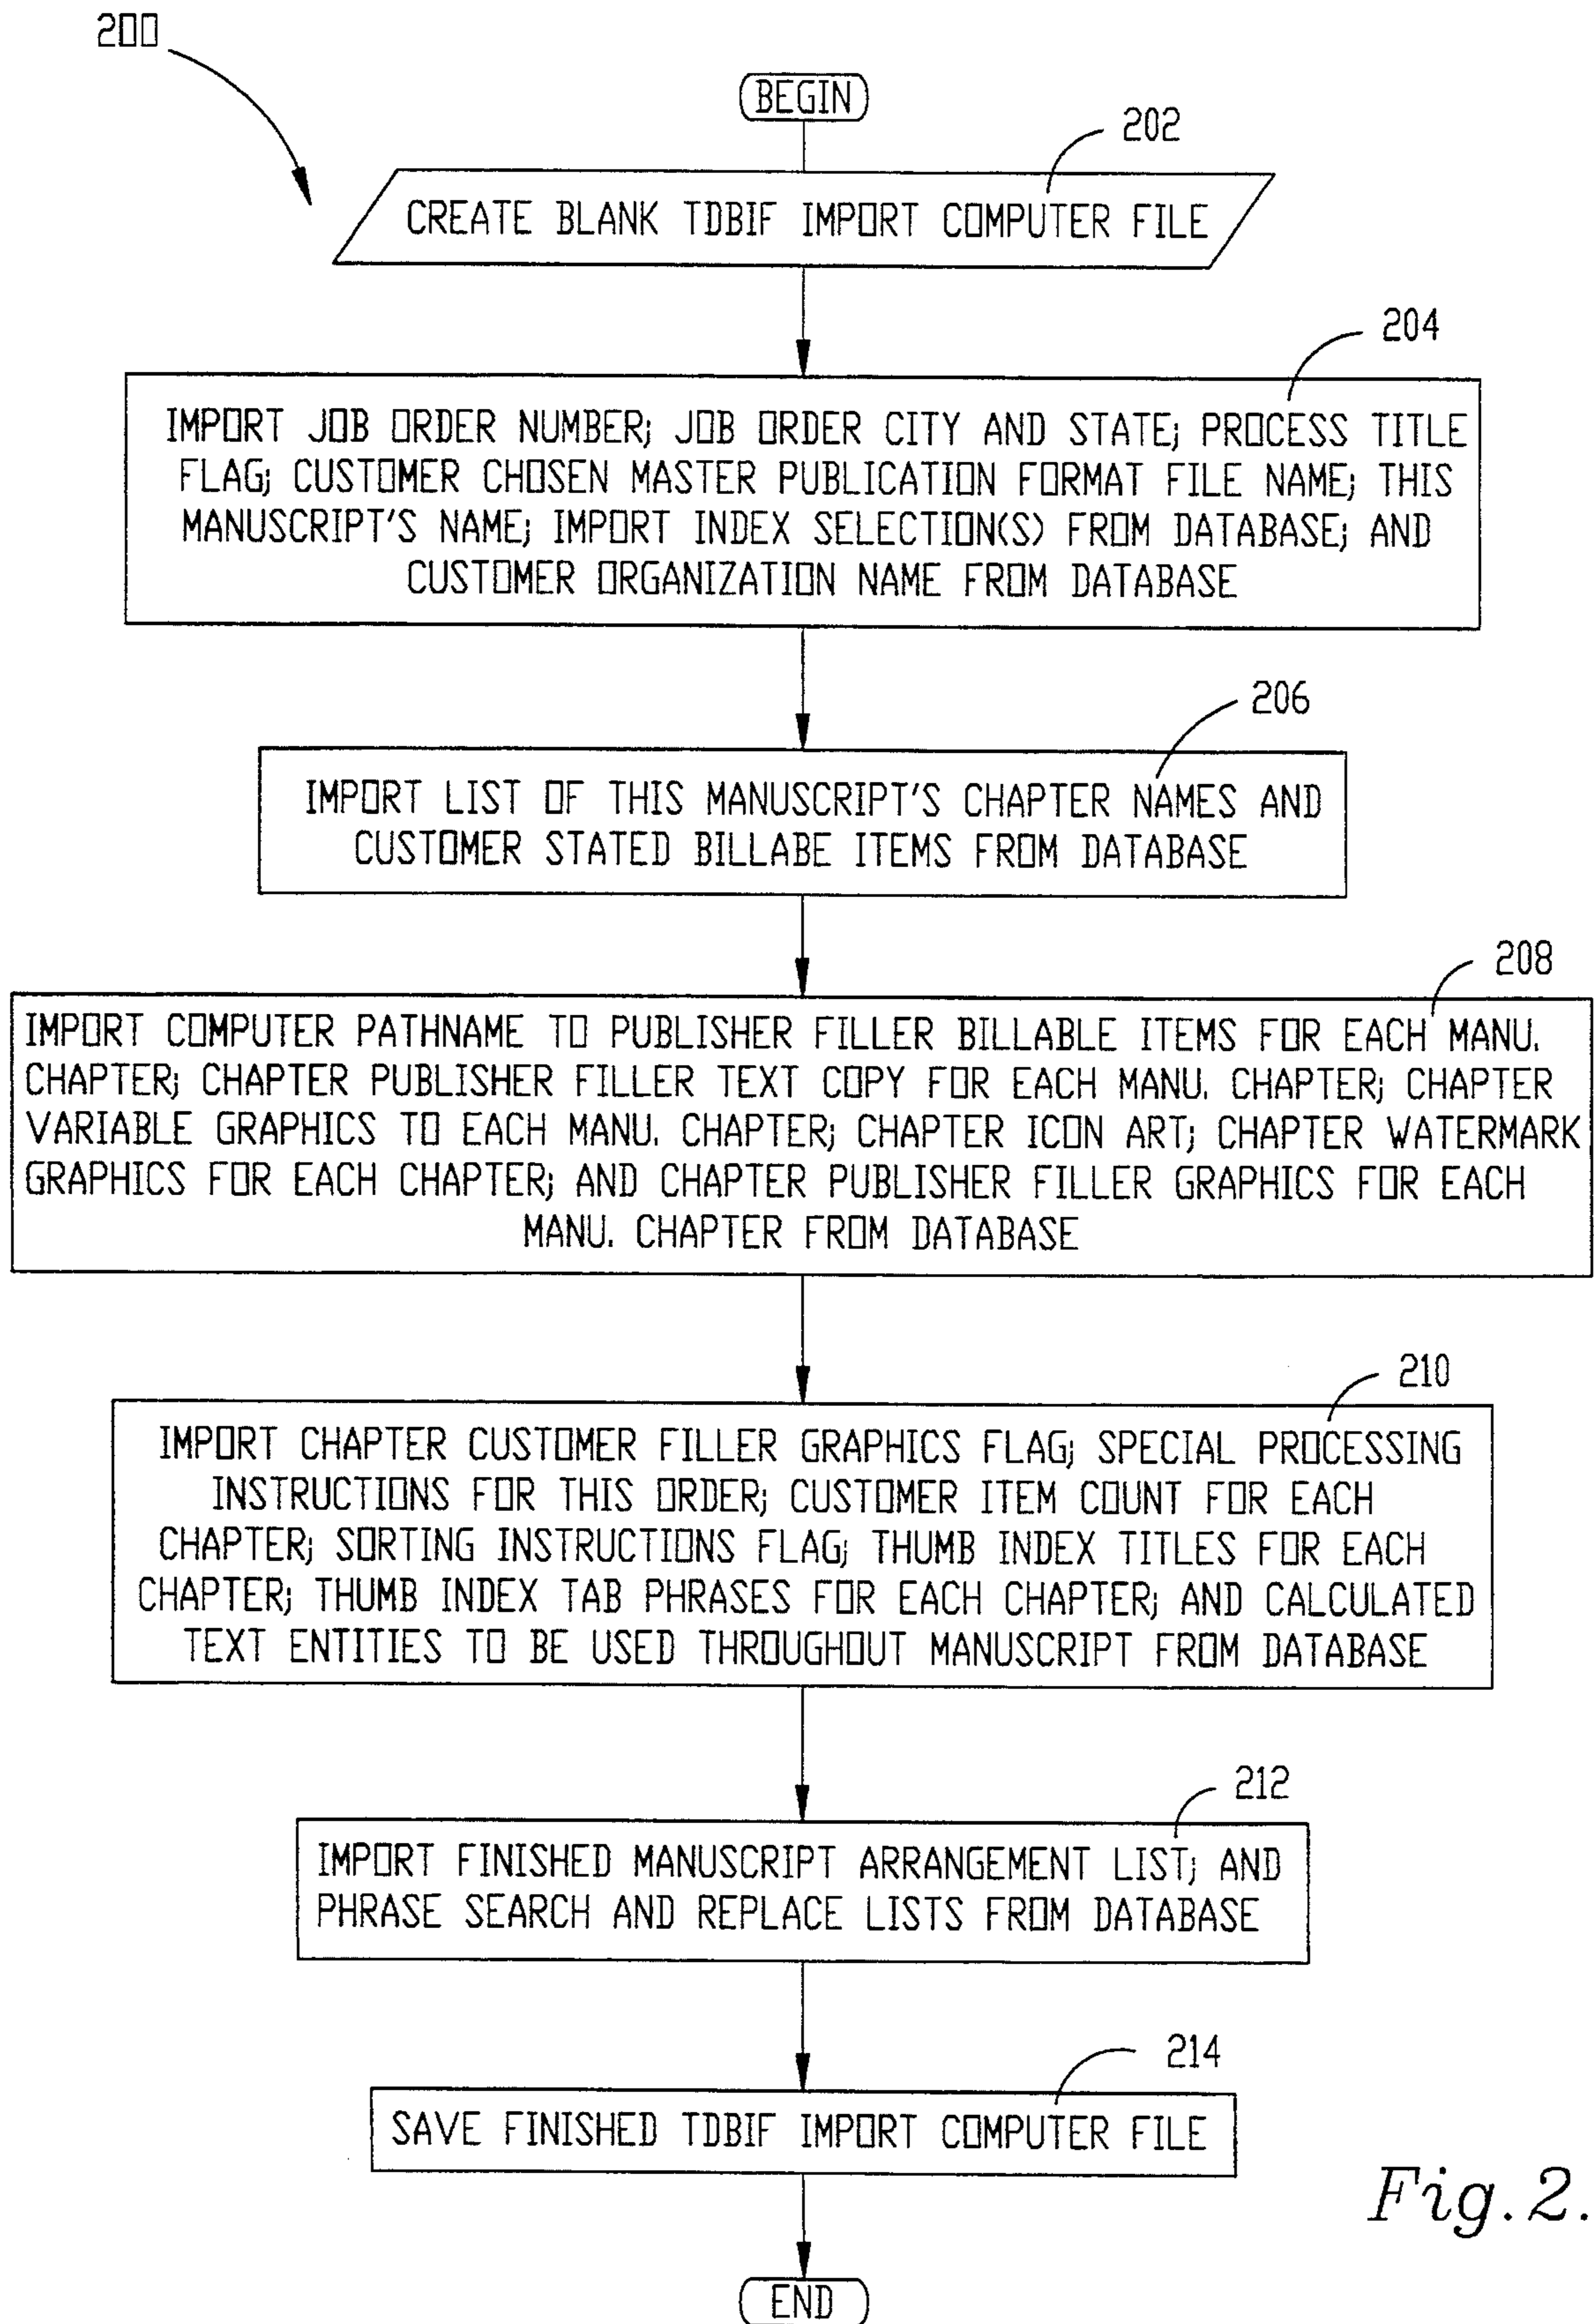 200
BEGIN
202
CREATE BLANK TDBIF IMPORT COMPUTER FILE
204
IMPORT JOB ORDER NUMBER; JOB ORDER CITY AND STATE; PROCESS TITLE
FLAG; CUSTOMER CHOSEN MASTER PUBLICATION FORMAT FILE NAME; THIS
MANUSCRIPT'S NAME; IMPORT INDEX SELECTION(S) FROM DATABASE; AND
CUSTOMER ORGANIZATION NAME FROM DATABASE
206
IMPORT LIST OF THIS MANUSCRIPT'S CHAPTER NAMES AND
CUSTOMER STATED BILLABE ITEMS FROM DATABASE
208
IMPORT COMPUTER PATHNAME TO PUBLISHER FILLER BILLABLE ITEMS FOR EACH MANU.
CHAPTER; CHAPTER PUBLISHER FILLER TEXT COPY FOR EACH MANU. CHAPTER; CHAPTER
VARIABLE GRAPHICS TO EACH MANU. CHAPTER; CHAPTER ICON ART; CHAPTER WATERMARK
GRAPHICS FOR EACH CHAPTER; AND CHAPTER PUBLISHER FILLER GRAPHICS FOR EACH
MANU. CHAPTER FROM DATABASE
210
IMPORT CHAPTER CUSTOMER FILLER GRAPHICS FLAG; SPECIAL PROCESSING
INSTRUCTIONS FOR THIS ORDER; CUSTOMER ITEM COUNT FOR EACH
CHAPTER; SORTING INSTRUCTIONS FLAG; THUMB INDEX TITLES FOR EACH
CHAPTER; THUMB INDEX TAB PHRASES FOR EACH CHAPTER; AND CALCULATED
TEXT ENTITIES TO BE USED THROUGHOUT MANUSCRIPT FROM DATABASE
212
IMPORT FINISHED MANUSCRIPT ARRANGEMENT LIST; AND
PHRASE SEARCH AND REPLACE LISTS FROM DATABASE
214
SAVE FINISHED TDBIF IMPORT COMPUTER FILE
END
Fig. 2.